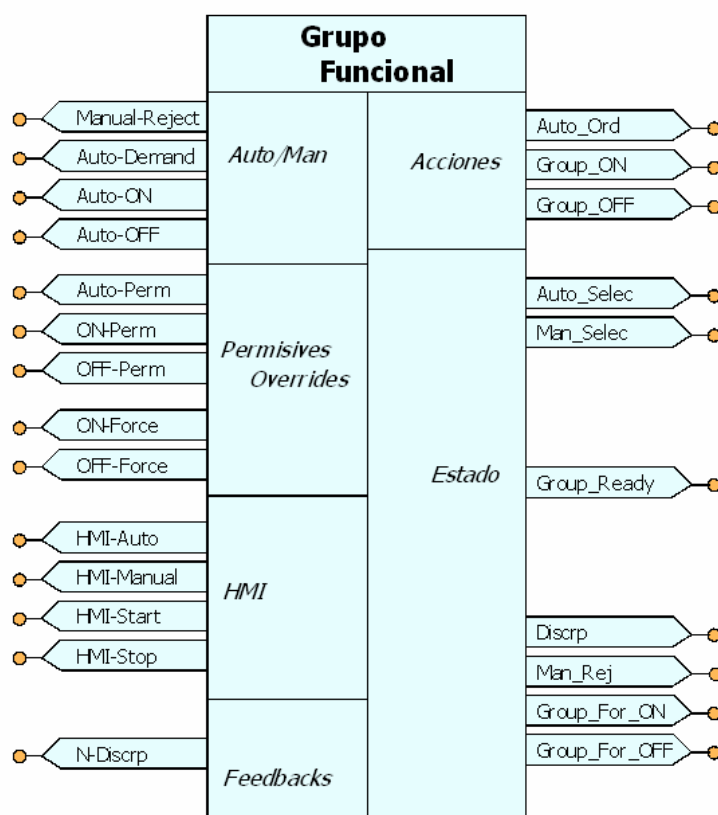 Grupo
Funcional
Manual-Reject
Auto-Demand
Auto-ON
Auto-OFF
Auto/Man
Auto-Perm
ON-Perm
OFF-Perm
ON-Force
OFF-Force
Permisives
Overrides
HMI-Auto
HMI-Manual
HMI-Start
HMI-Stop
HMI
N-Discrp
Feedbacks
Acciones
Auto_Ord
Group_ON
Group_OFF
Estado
Auto_Selec
Man_Selec
Group_Ready
Discrp
Man_Rej
Group_For_ON
Group_For_OFF